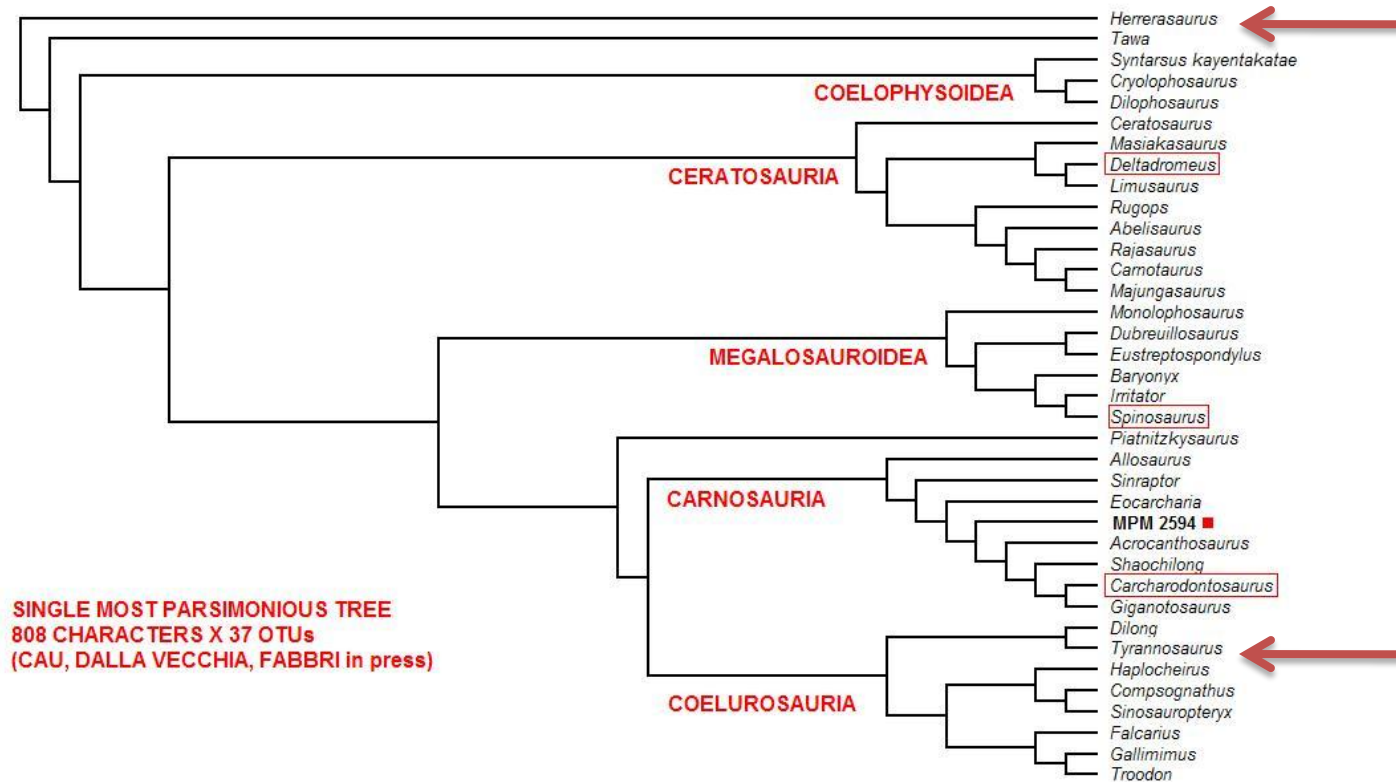 Herrerasaurus
Tawa
Syntarsus kayentakatae
Cryolophosaurus
COELOPHYSOIDEA
Dilophosaurus
Ceratosaurus
Masiakasaurus
CERATOSAURIA
Deltadromeus
Limusaurus
Rugops
Abelisaurus
Rajasaurus
Carnotaurus
Majungasaurus
Monolophosaurus
Dubreuillosaurus
MEGALOSAUROIDEA
Eustreptospondylus
Baryonyx
Irritator
Spinosaurus
Piatnitzkysaurus
Allosaurus
Sinraptor
CARNOSAURIA
Eocarcharia
MPM 2594
Acrocanthosaurus
Shaochilong
Carcharodontosaurus
Giganotosaurus
SINGLE MOST PARSIMONIOUS TREE
808 CHARACTERS X 37 OTUs
(CAU, DALLA VECCHIA, FABBRI in press)
Dilong
Tyrannosaurus
Haplocheirus
Compsognathus
COELUROSAURIA
Sinosauropteryx
Falcarius
Gallimimus
Troodon